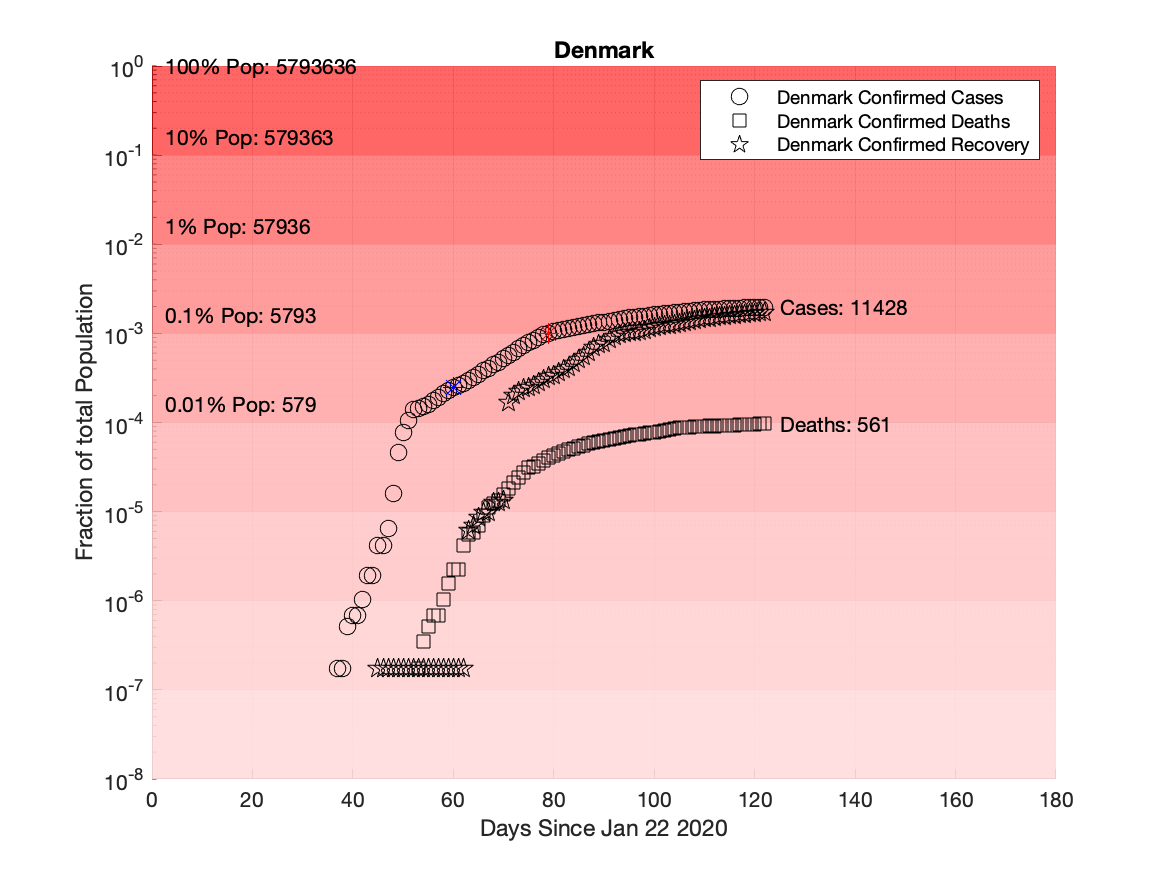 Denmark
10^0
100% Pop: 5793636
10% Pop: 579363
10^-1
1% Pop: 57936
10^-2
0.1% Pop: 5793
10^-3
0.01% Pop: 579
10^-4
10^-5
10^-6
10^-7
10^-8
Denmark Confirmed Cases
Denmark Confirmed Deaths
Denmark Confirmed Recovery
Cases: 11428
Deaths: 561
Fraction of total Population
0 20 40 60 80 100 120 140 160 180
Days Since Jan 22 2020